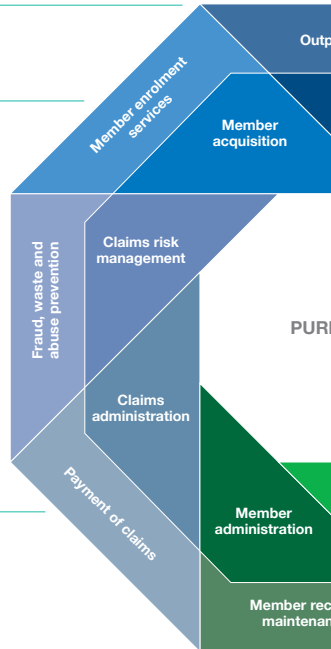 Outp
Member enrolment
services
Member
acquisition
Claims risk
management
Fraud, waste and
abuse prevention
PURP
Claims
administration
Payment of claims
Member
administration
Member rec
maintenan